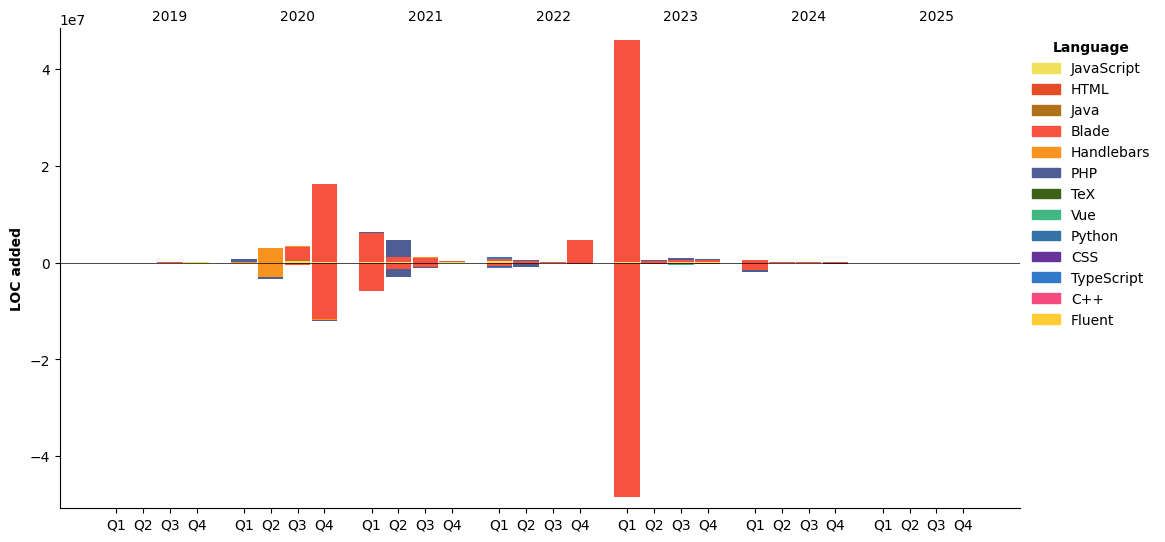 1e7
2019 2020 2021 2022 2023 2024 2025
LOC added
4
2
0
−2
−4
Q1 Q2 Q3 Q4 Q1 Q2 Q3 Q4 Q1 Q2 Q3 Q4 Q1 Q2 Q3 Q4 Q1 Q2 Q3 Q4 Q1 Q2 Q3 Q4 Q1 Q2 Q3 Q4
Language
JavaScript
HTML
Java
Blade
Handlebars
PHP
TeX
Vue
Python
CSS
TypeScript
C++
Fluent